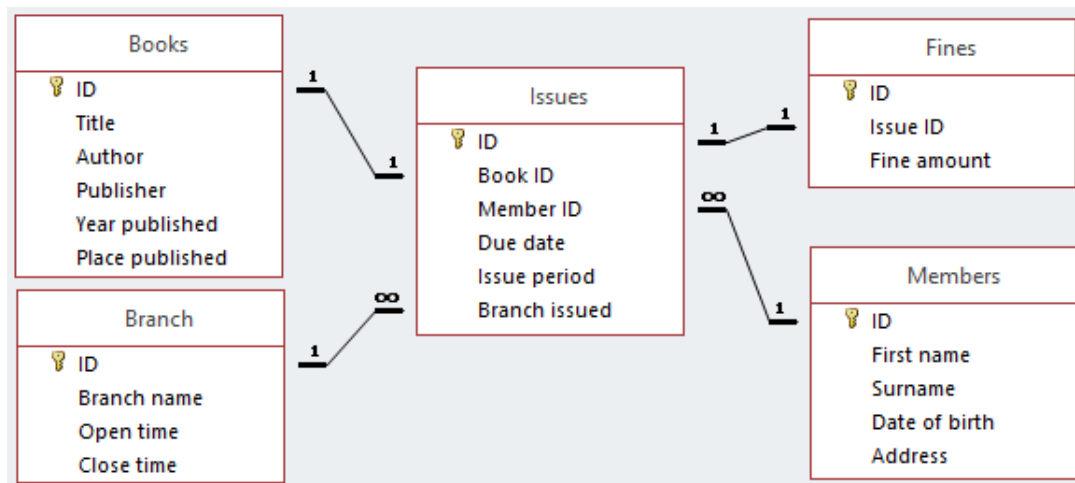 Books
ID
Title
Author
Publisher
Year published
Place published
Branch
ID
Branch name
Open time
Close time
1
1
1
∞
Issues
ID
Book ID
Member ID
Due date
Issue period
Branch issued
1
1
∞
1
Fines
ID
Issue ID
Fine amount
Members
ID
First name
Surname
Date of birth
Address